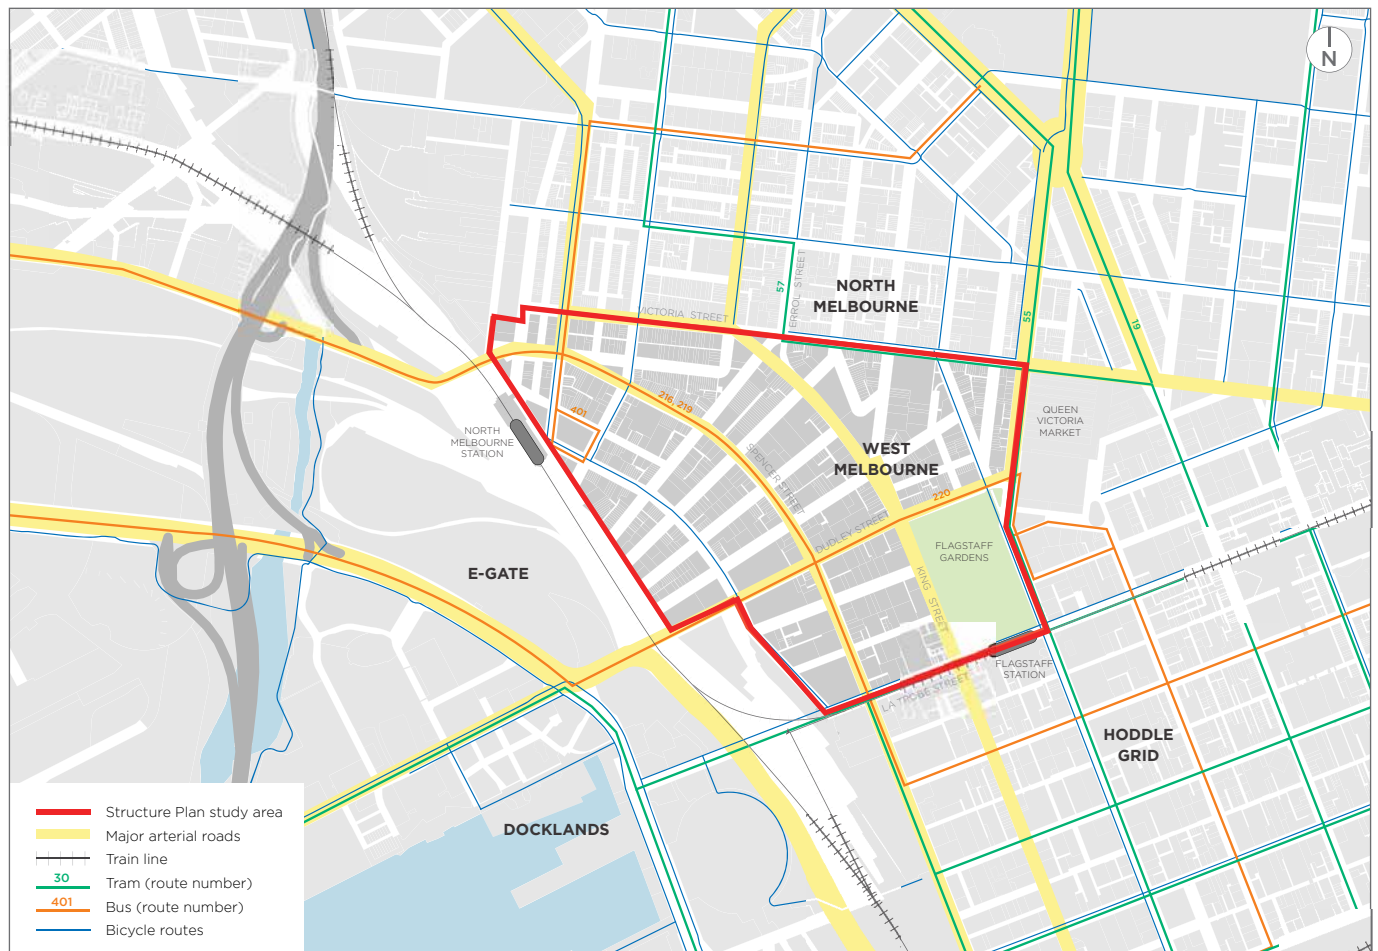 N
NORTH
MELBOURNE
ERROL STREET
57
VICTORIA STREET
55
19
QUEEN
VICTORIA
MARKET
216, 219
401
NORTH
MELBOURNE
STATION
WEST
MELBOURNE
SPENCER STREET
220
DUDLEY STREET
FLAGSTAFF
GARDENS
E-GATE
KING STREET
FLAGSTAFF
STATION
LA TROBE STREET
HODDLE
GRID
DOCKLANDS
Structure Plan study area
Major arterial roads
Train line
30
Tram (route number)
401
Bus (route number)
Bicycle routes